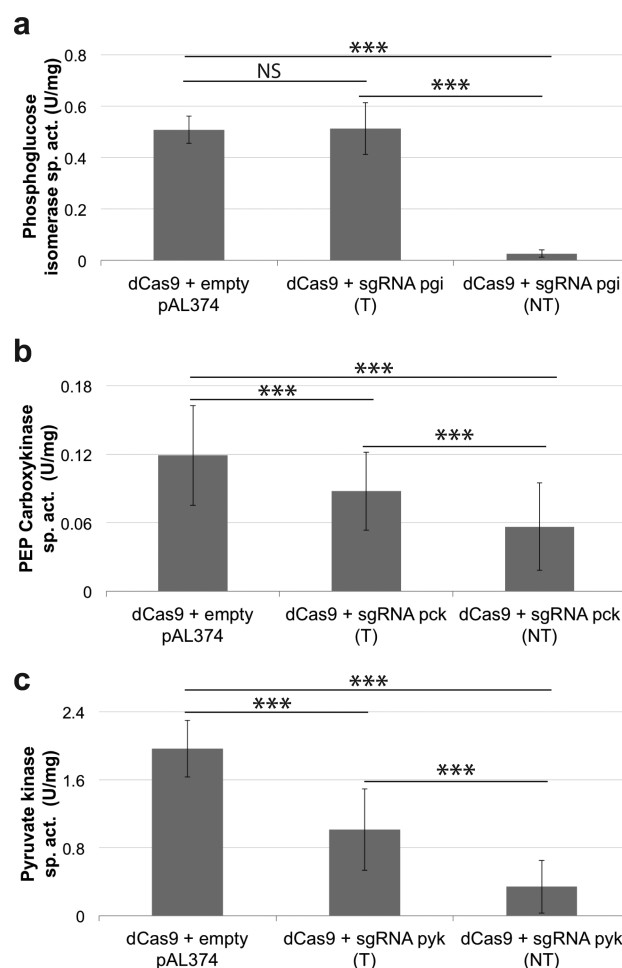 a
Phosphoglucose
isomerase sp. act. (U/mg)
0.8
0.6
0.4
0.2
0
***
NS
***
dCas9 + empty
pAL374
dCas9 + sgRNA pgi
(T)
dCas9 + sgRNA pgi
(NT)
b
PEP Carboxykinase
sp. act. (U/mg)
0.18
0.12
0.06
0
***
***
***
dCas9 + empty
pAL374
dCas9 + sgRNA pck
(T)
dCas9 + sgRNA pck
(NT)
c
Pyruvate kinase
sp. act. (U/mg)
2.4
1.6
0.8
0
***
***
***
dCas9 + empty
pAL374
dCas9 + sgRNA pyk
(T)
dCas9 + sgRNA pyk
(NT)